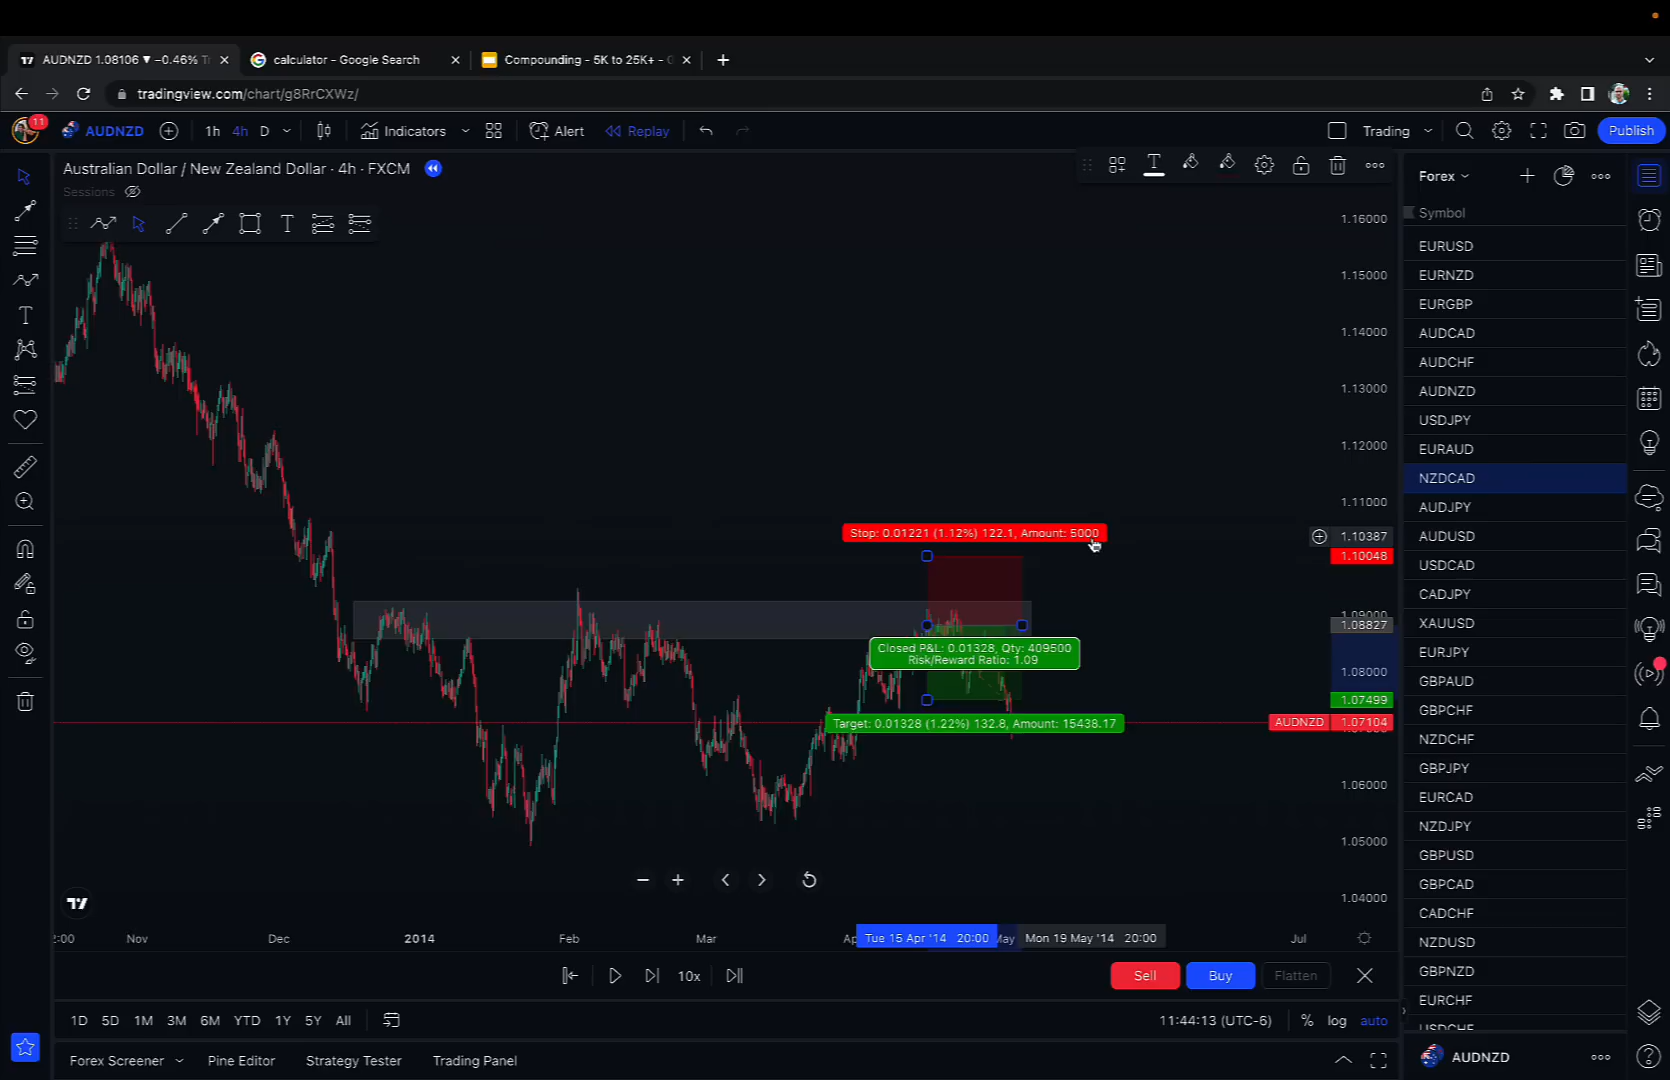 AUDNZD 1.08106 ▼ −0.46% T
calculator - Google Search
Compounding - 5K to 25K+ - G
tradingview.com/chart/g8RrCXWz/
11
AUDNZD
1h 4h D
Indicators
Alert
Replay
Trading
Publish
Australian Dollar / New Zealand Dollar · 4h · FXCM
Sessions
Forex
Symbol
EURUSD
EURNZD
EURGBP
AUDCAD
AUDCHF
AUDNZD
USDJPY
EURAUD
NZDCAD
AUDJPY
AUDUSD
USDCAD
CADJPY
XAUUSD
EURJPY
GBPAUD
GBPCHF
NZDCHF
GBPJPY
EURCAD
NZDJPY
GBPUSD
GBPCAD
CADCHF
NZDUSD
GBPNZD
EURCHF
USDCHF
AUDNZD
1.16000
1.15000
1.14000
1.13000
1.12000
1.11000
1.10387
1.10048
1.09000
1.08827
1.08000
1.07499
AUDNZD 1.07104
1.06000
1.05000
1.04000
Stop: 0.01221 (1.12%) 122.1, Amount: 5000
Closed P&L: 0.01328, Qty: 409500
Risk/Reward Ratio: 1.09
Target: 0.01328 (1.22%) 132.8, Amount: 15438.17
:00 Nov Dec 2014 Feb Mar Ap Tue 15 Apr '14 20:00 May Mon 19 May '14 20:00 Jul
10x
Sell
Buy
Flatten
1D 5D 1M 3M 6M YTD 1Y 5Y All
11:44:13 (UTC-6) % log auto
Forex Screener Pine Editor Strategy Tester Trading Panel